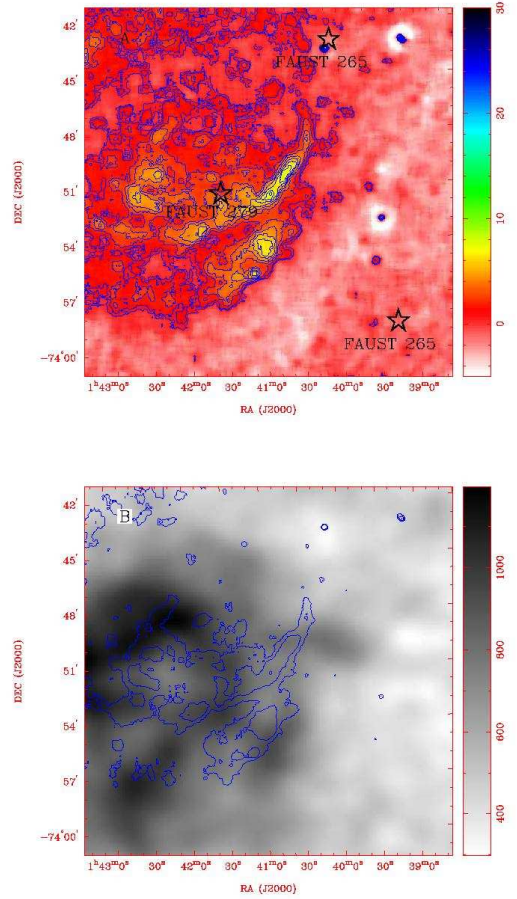 A
30
42'
FAUST 265
45'
48'
20
DEC (J2000)
51'
FAUST 279
10
54'
57'
0
FAUST 265
−74°00'
1h43m0s 30s 42m0s 30s 41m0s 30s 40m0s 30s 39m0s
RA (J2000)
42'
B
45'
1000
48'
DEC (J2000)
51'
800
54'
600
57'
400
−74°00'
1h43m0s 30s 42m0s 30s 41m0s 30s 40m0s 30s 39m0s
RA (J2000)